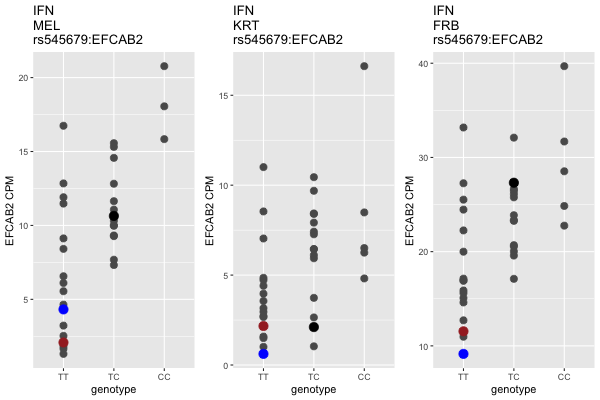 IFN
MEL
rs545679:EFCAB2
EFCAB2 CPM
20
15
10
5
TT
TC
CC
genotype
IFN
KRT
rs545679:EFCAB2
EFCAB2 CPM
15
10
5
0
TT
TC
CC
genotype
IFN
FRB
rs545679:EFCAB2
EFCAB2 CPM
40
30
20
10
TT
TC
CC
genotype